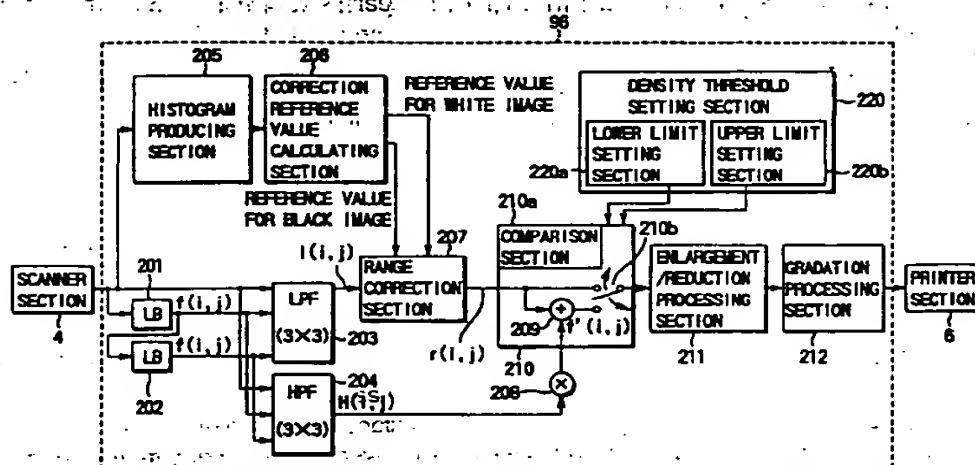 96
205
206
HISTOGRAM
PRODUCING
SECTION
CORRECTION
REFERENCE
VALUE
CALCULATING
SECTION
REFERENCE VALUE
FOR WHITE IMAGE
REFERENCE VALUE
FOR BLACK IMAGE
DENSITY THRESHOLD
SETTING SECTION
220
LOWER LIMIT
SETTING
SECTION
220a
UPPER LIMIT
SETTING
SECTION
220b
SCANNER
SECTION
4
201
LB
f(i,j)
LB
202
f(i,j)
l(i,j)
LPF
(3×3)
203
204
HPF
(3×3)
H(i,j)
207
RANGE
CORRECTION
SECTION
r(i,j)
210a
COMPARISON
SECTION
210b
+
209
f'(i,j)
210
×
208
ENLARGEMENT
/REDUCTION
PROCESSING
SECTION
211
GRADATION
PROCESSING
SECTION
212
PRINTER
SECTION
6